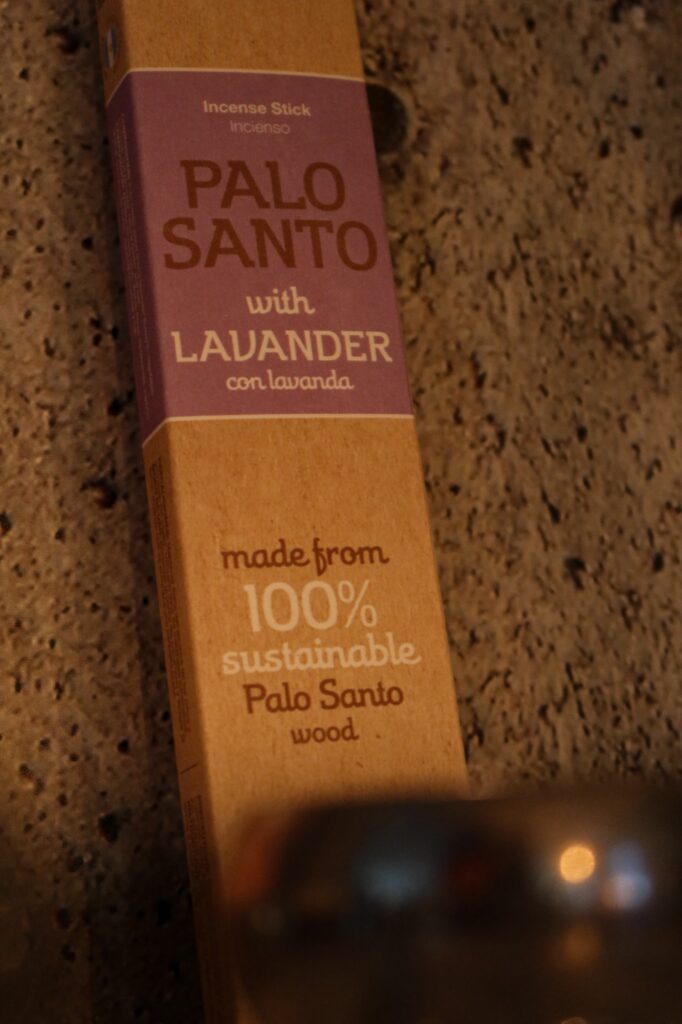 Incense Stick
Incienso
PALO
SANTO
with
LAVANDER
con lavanda
made from
100%
sustainable
Palo Santo
wood